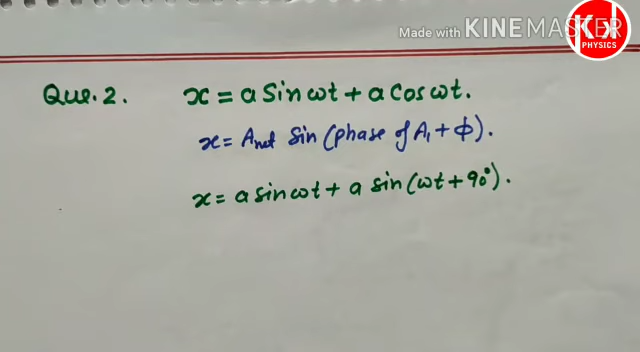 Made with KINEMASTER
KK
PHYSICS
Que. 2. x = a Sin ωt + a Cos ωt.
x = Anet Sin (phase of A₁ + ϕ).
x = a sin ωt + a sin (ωt + 90°).